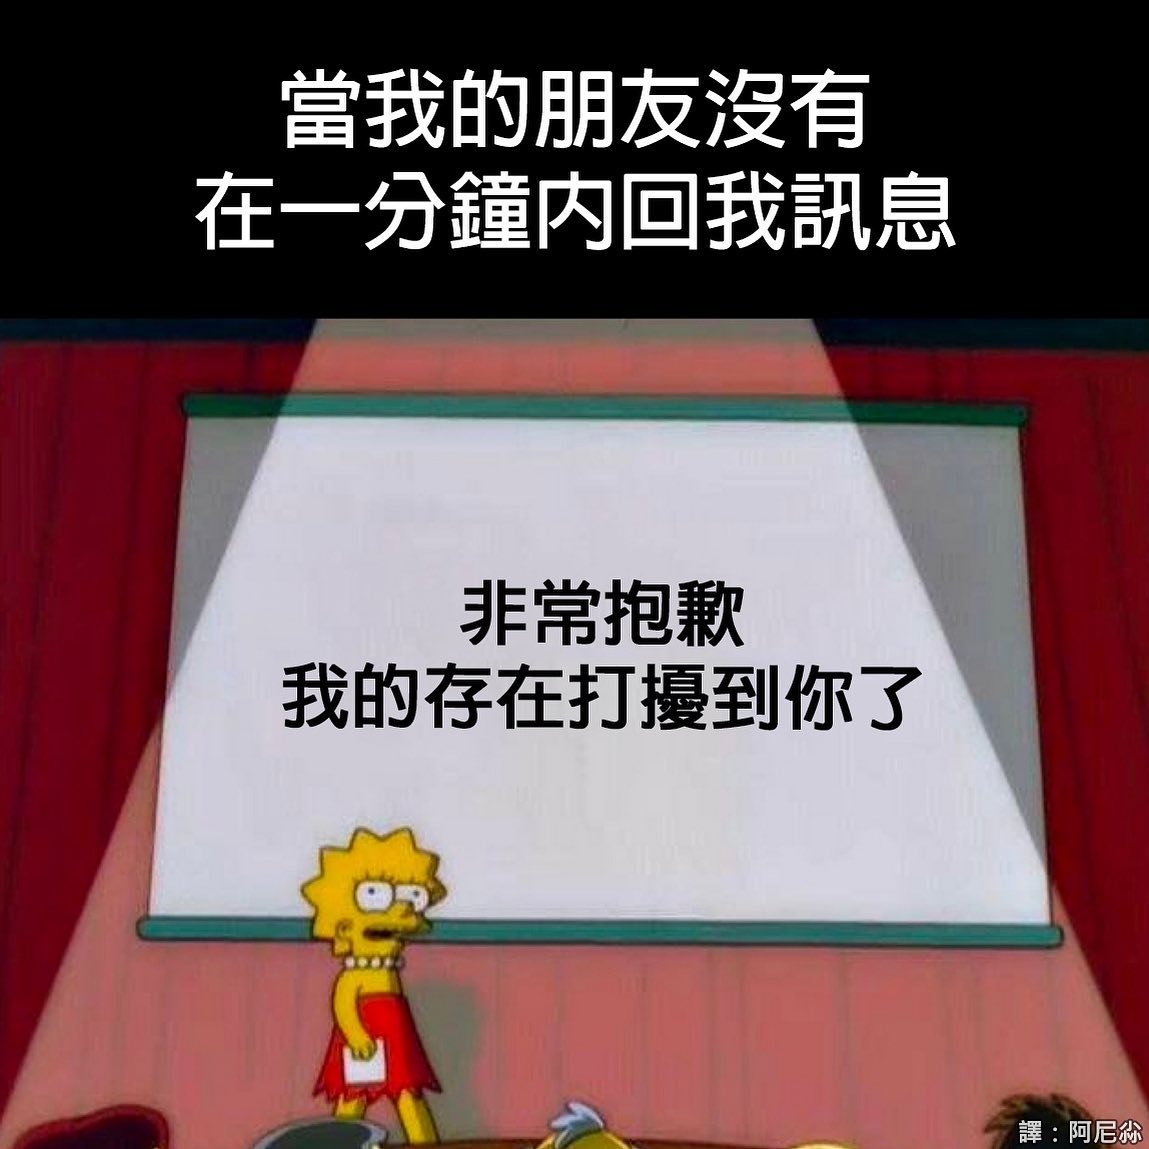 當我的朋友沒有
在一分鐘內回我訊息
非常抱歉
我的存在打擾到你了
譯：阿尼尛